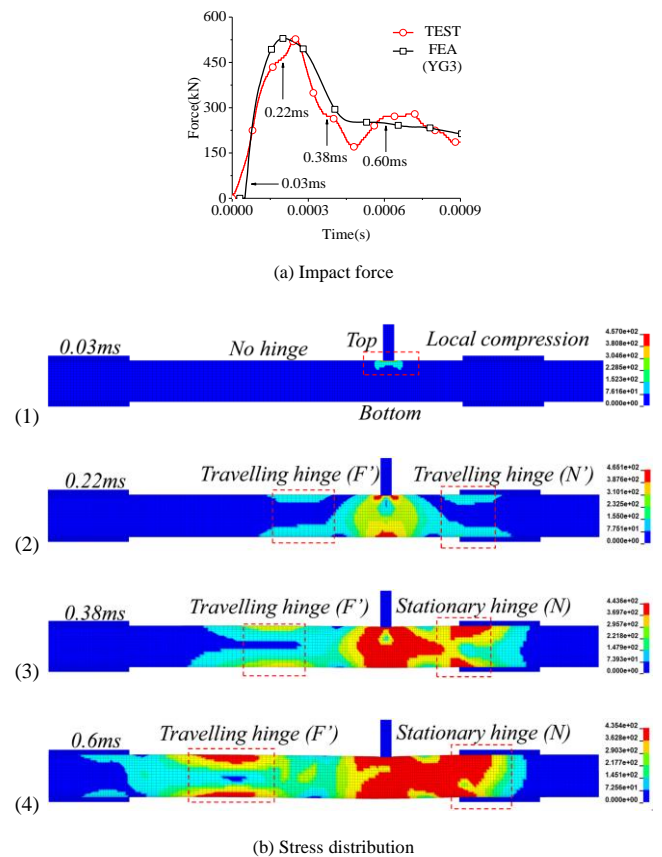 600
TEST
FEA
(YG3)
450
300
150
0
Force(kN)
0.22ms
0.38ms
0.60ms
0.03ms
0.0000 0.0003 0.0006 0.0009
Time(s)
(a) Impact force
0.03ms No hinge Top Local compression
Bottom
(1)
4.570e+02
3.808e+02
3.046e+02
2.285e+02
1.523e+02
7.616e+01
0.000e+00
0.22ms Travelling hinge (F') Travelling hinge (N')
(2)
4.651e+02
3.876e+02
3.101e+02
2.326e+02
1.550e+02
7.751e+01
0.000e+00
0.38ms Travelling hinge (F') Stationary hinge (N)
(3)
4.436e+02
3.697e+02
2.957e+02
2.218e+02
1.479e+02
7.393e+01
0.000e+00
0.6ms Travelling hinge (F') Stationary hinge (N)
(4)
4.354e+02
3.628e+02
2.903e+02
2.177e+02
1.451e+02
7.256e+01
0.000e+00
(b) Stress distribution